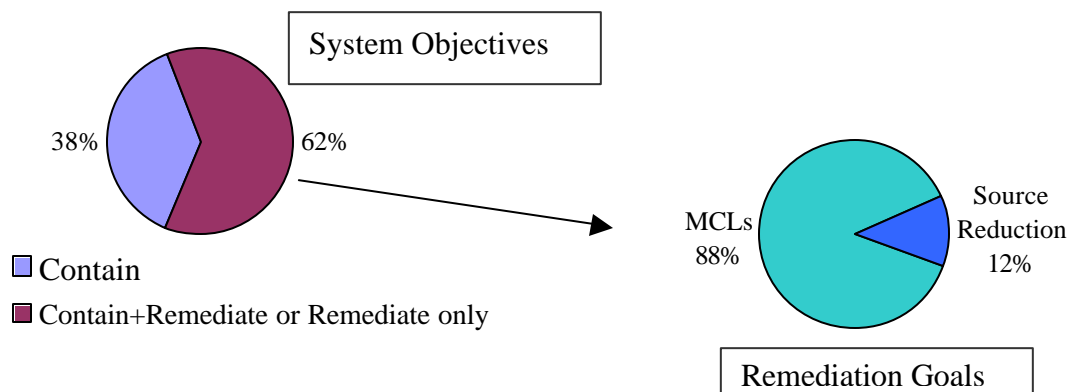 System Objectives
38%
62%
Contain
Contain+Remediate or Remediate only
MCLs
88%
Source
Reduction
12%
Remediation Goals